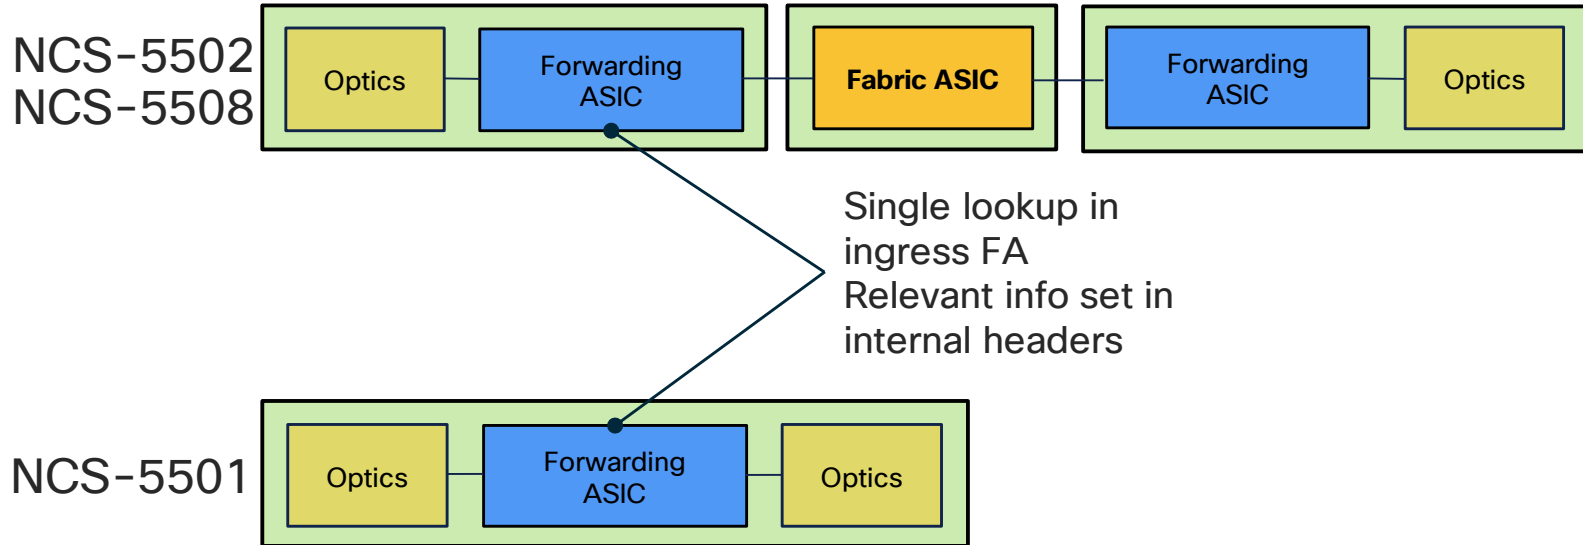 NCS-5502
NCS-5508
Optics
Forwarding
ASIC
Fabric ASIC
Forwarding
ASIC
Optics
Single lookup in
ingress FA
Relevant info set in
internal headers
NCS-5501
Optics
Forwarding
ASIC
Optics